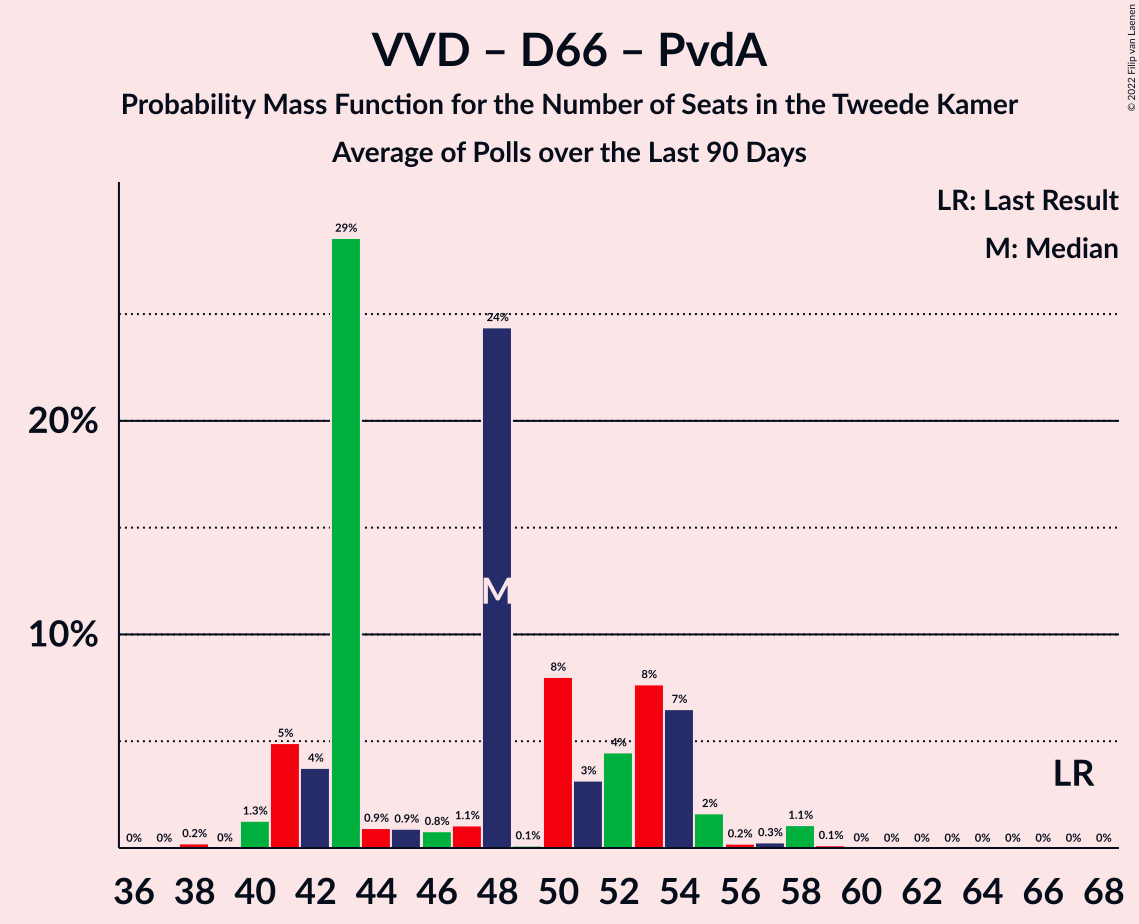 VVD – D66 – PvdA
Probability Mass Function for the Number of Seats in the Tweede Kamer
Average of Polls over the Last 90 Days
© 2022 Filip van Laenen
LR: Last Result
M: Median
20%
10%
0% 0% 0.2% 0% 1.3% 5% 4% 29% 0.9% 0.9% 0.8% 1.1% 24% 0.1% 8% 3% 4% 8% 7% 2% 0.2% 0.3% 1.1% 0.1% 0% 0% 0% 0% 0% 0% 0% 0% 0%
M
LR
36 38 40 42 44 46 48 50 52 54 56 58 60 62 64 66 68